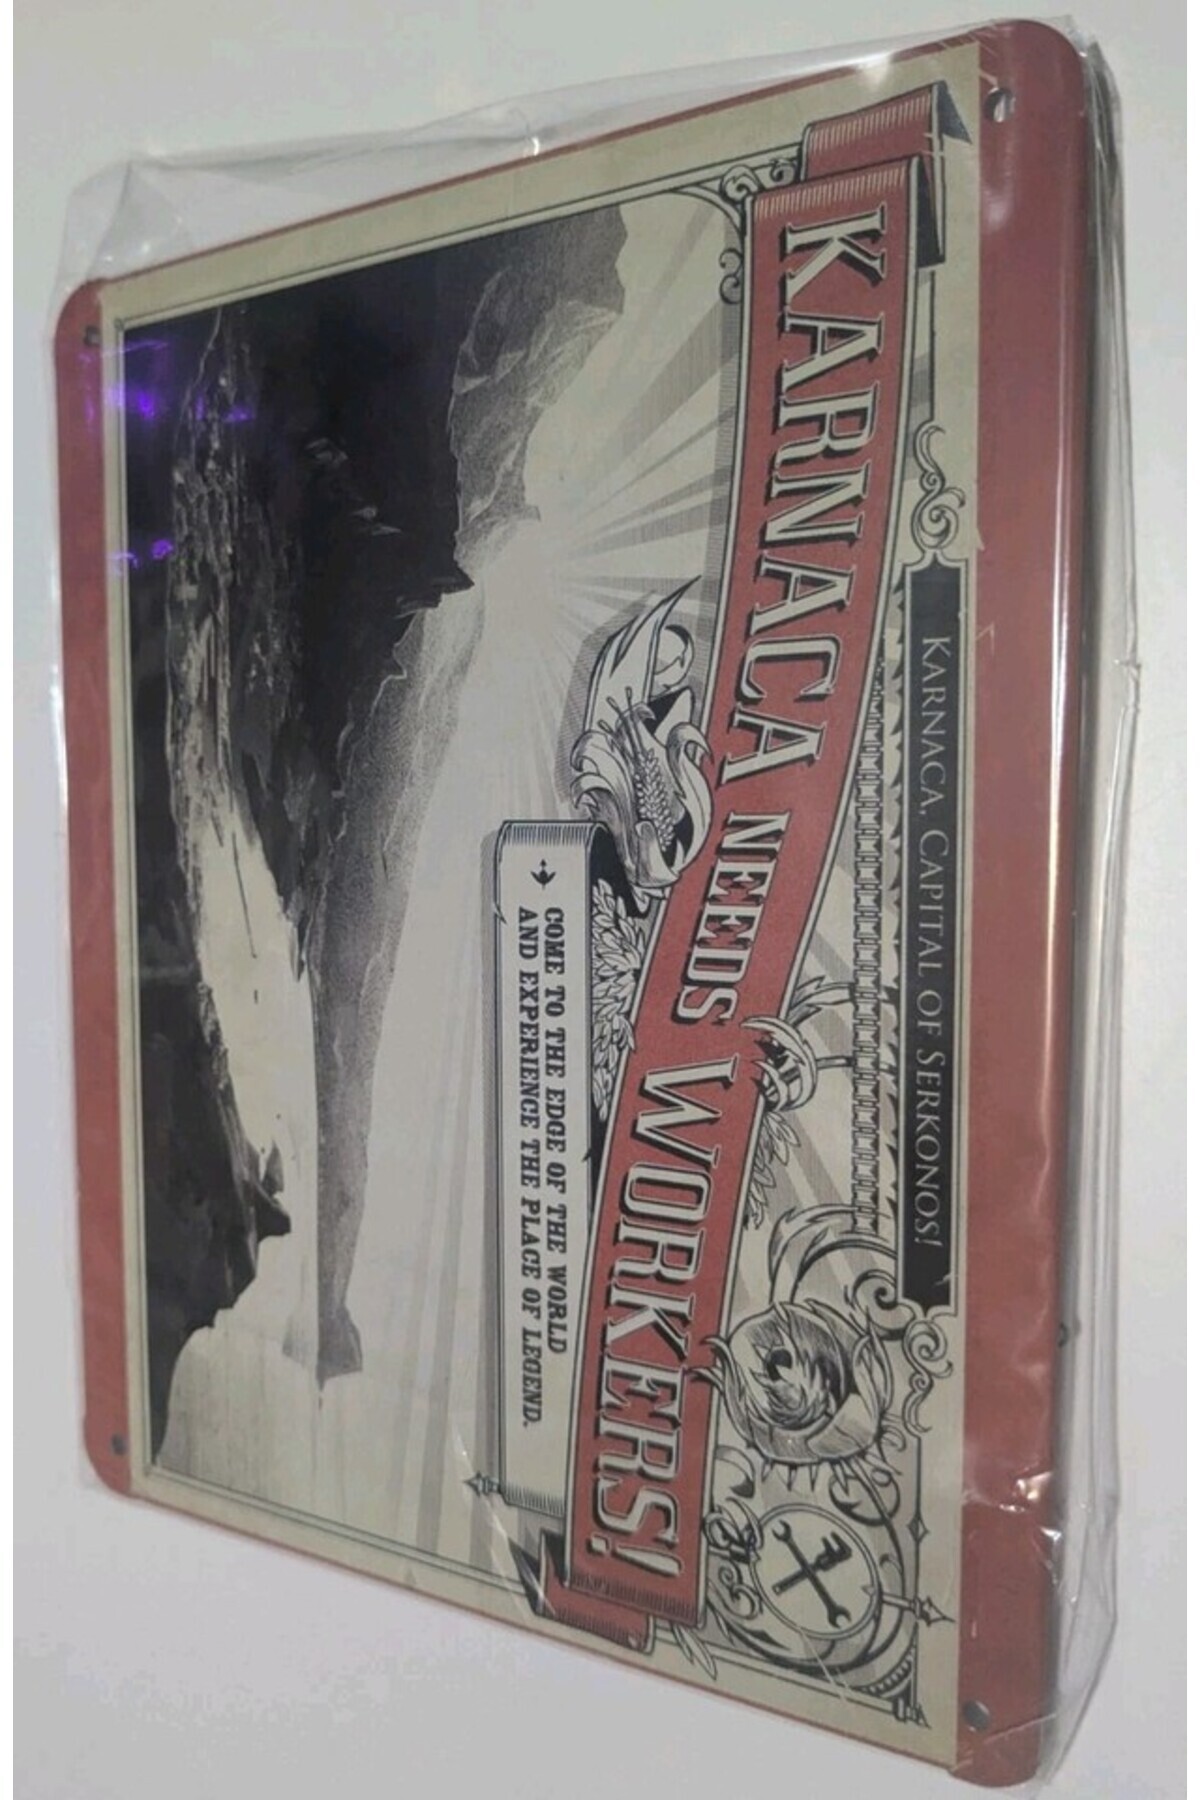 KARNACA, CAPITAL OF SERKONOS!
KARNACA NEEDS WORKERS!
COME TO THE EDGE OF THE WORLD
AND EXPERIENCE THE PLACE OF LEGEND.